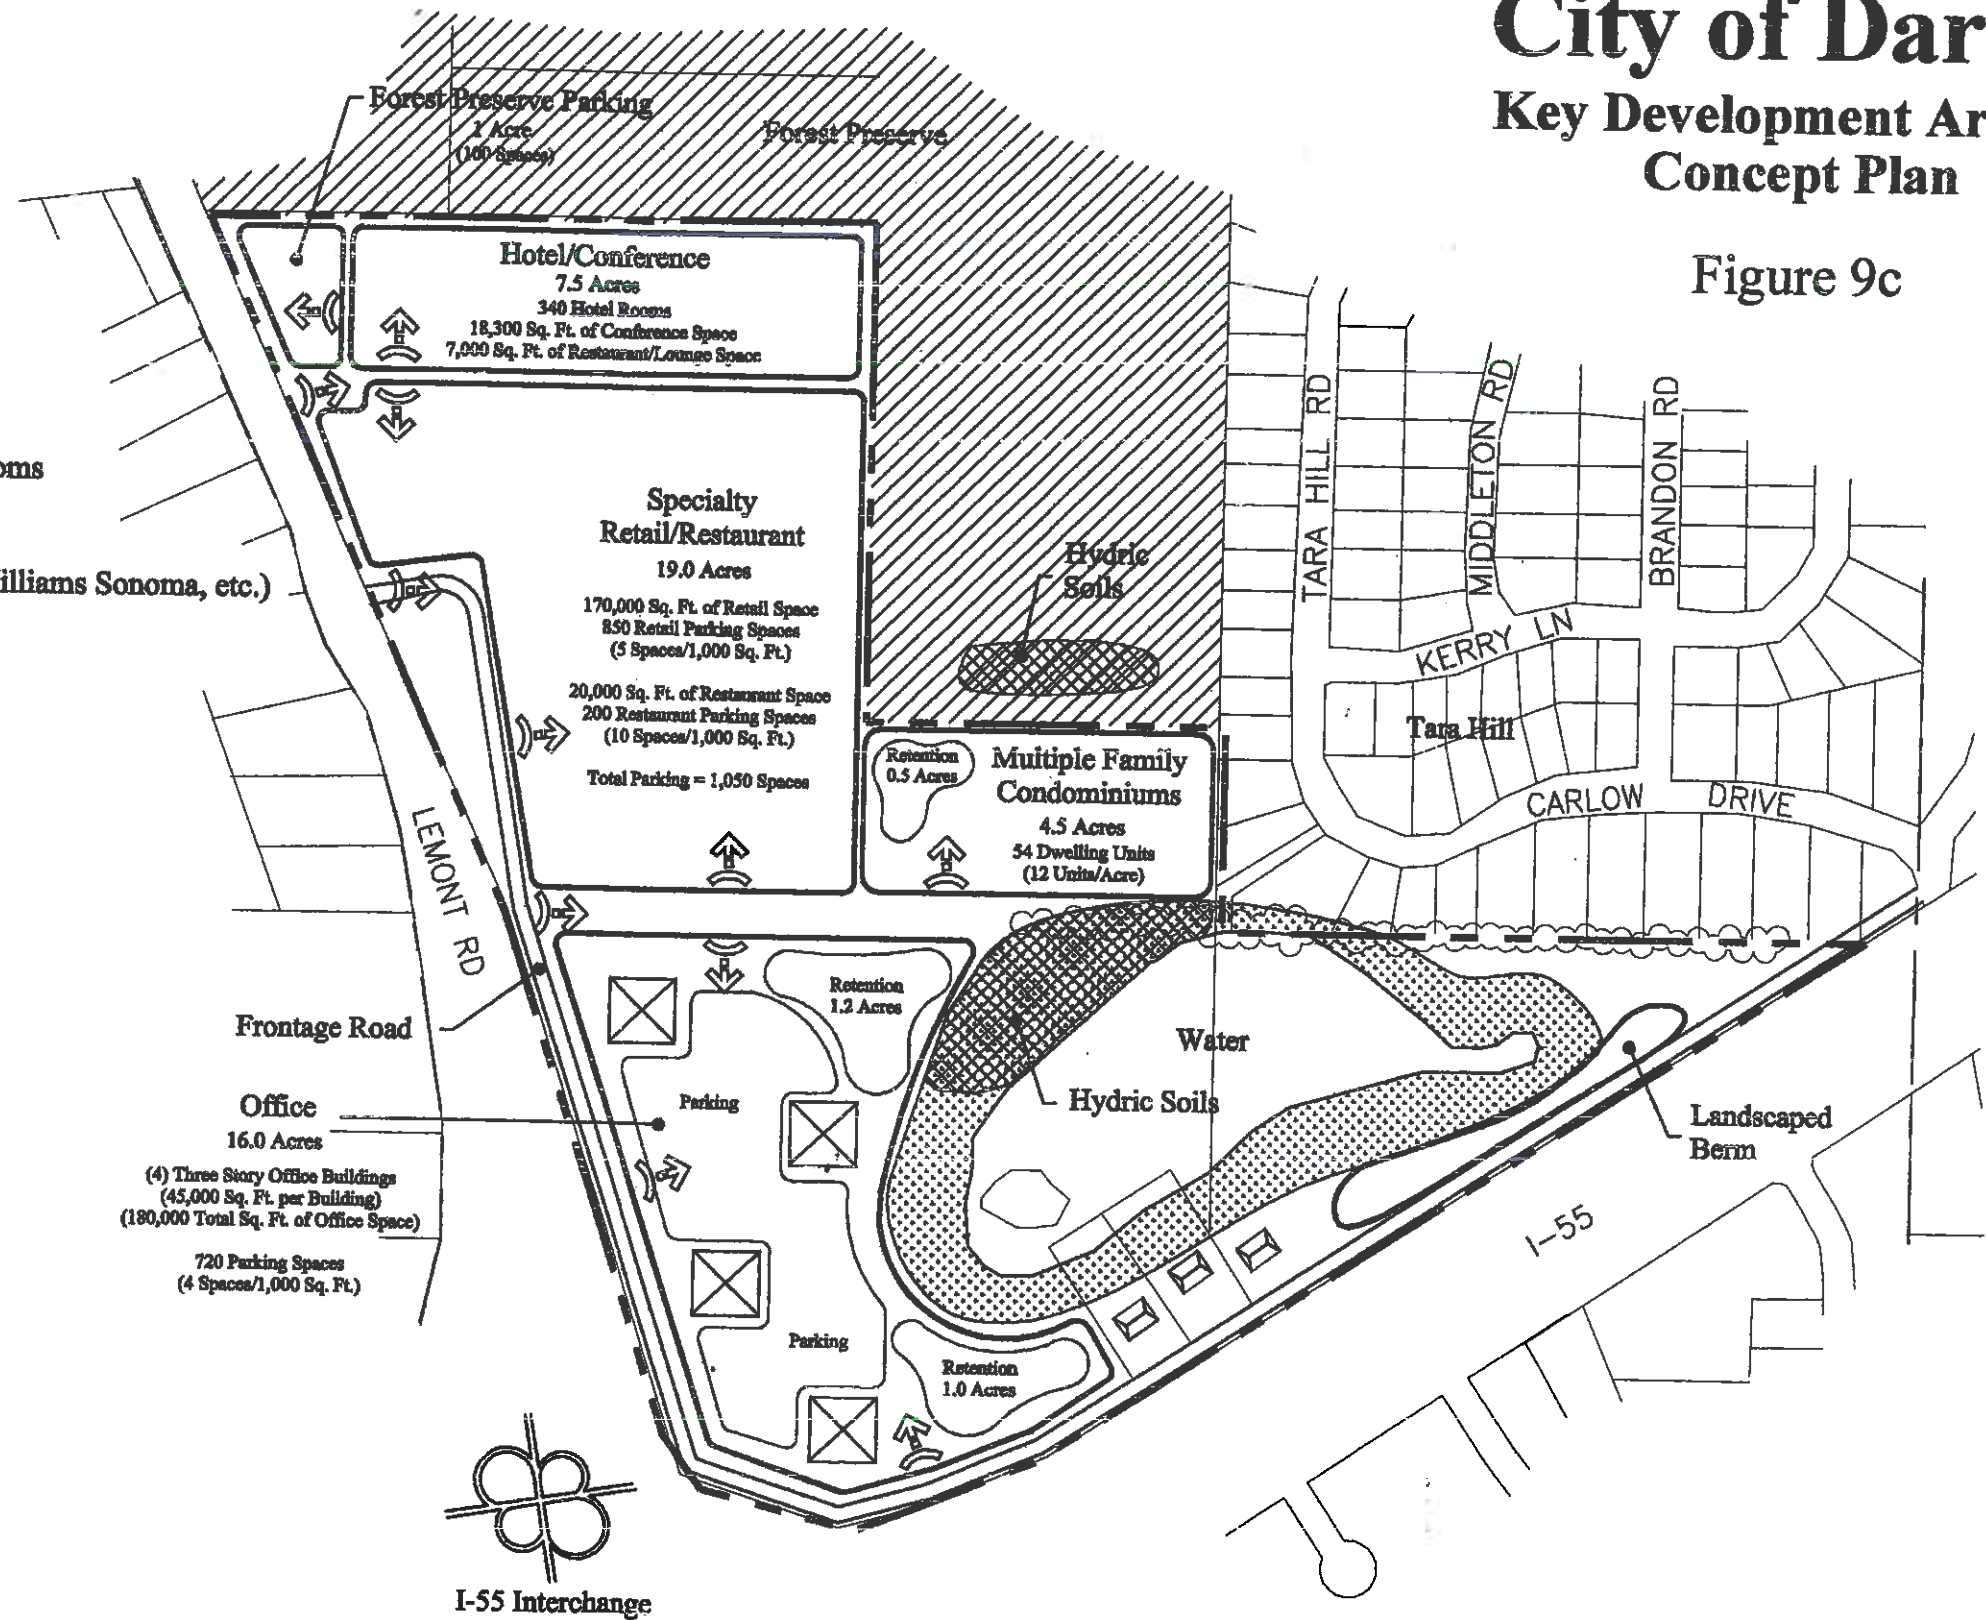 City of Dar
Key Development Ar
Concept Plan
Figure 9c
Forest Preserve Parking
1 Acre
(100 Spaces)
Forest Preserve
Hotel/Conference
7.5 Acres
340 Hotel Rooms
18,300 Sq. Ft. of Conference Space
7,000 Sq. Ft. of Restaurant/Lounge Space
oms
illiams Sonoma, etc.)
Specialty
Retail/Restaurant
19.0 Acres
170,000 Sq. Ft. of Retail Space
850 Retail Parking Spaces
(5 Spaces/1,000 Sq. Ft.)
20,000 Sq. Ft. of Restaurant Space
200 Restaurant Parking Spaces
(10 Spaces/1,000 Sq. Ft.)
Total Parking = 1,050 Spaces
Hydric
Soils
TARA HILL RD
MIDDLETON RD
BRANDON RD
KERRY LN
Tara Hill
CARLOW DRIVE
Retention
0.5 Acres
Multiple Family
Condominiums
4.5 Acres
54 Dwelling Units
(12 Units/Acre)
LEMONT RD
Frontage Road
Retention
1.2 Acres
Water
Hydric Soils
Parking
Office
16.0 Acres
(4) Three Story Office Buildings
(45,000 Sq. Ft. per Building)
(180,000 Total Sq. Ft. of Office Space)
720 Parking Spaces
(4 Spaces/1,000 Sq. Ft.)
Landscaped
Berm
I-55
Parking
Retention
1.0 Acres
I-55 Interchange